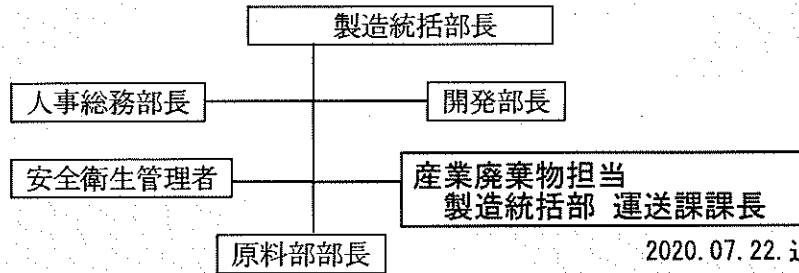 製造統括部長
人事総務部長
開発部長
安全衛生管理者
産業廃棄物担当
製造統括部 運送課課長
原料部部長
2020.07.22.